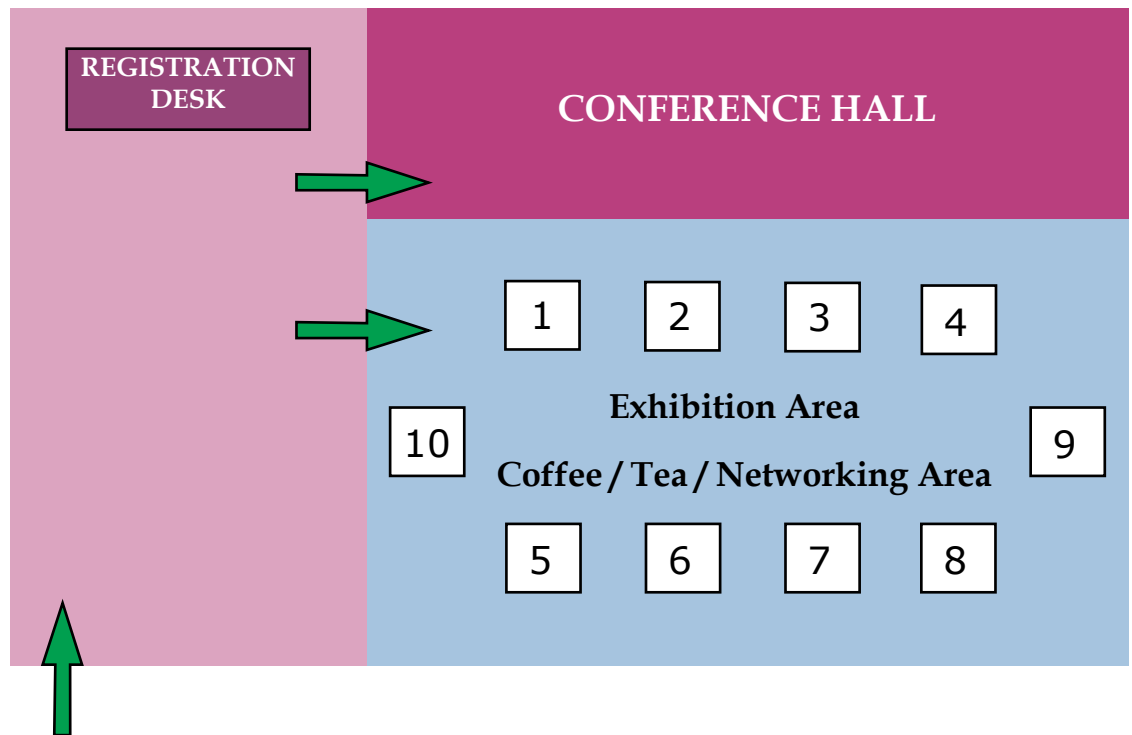 REGISTRATION
DESK
CONFERENCE HALL
1 2 3 4
Exhibition Area
10 9
Coffee / Tea / Networking Area
5 6 7 8